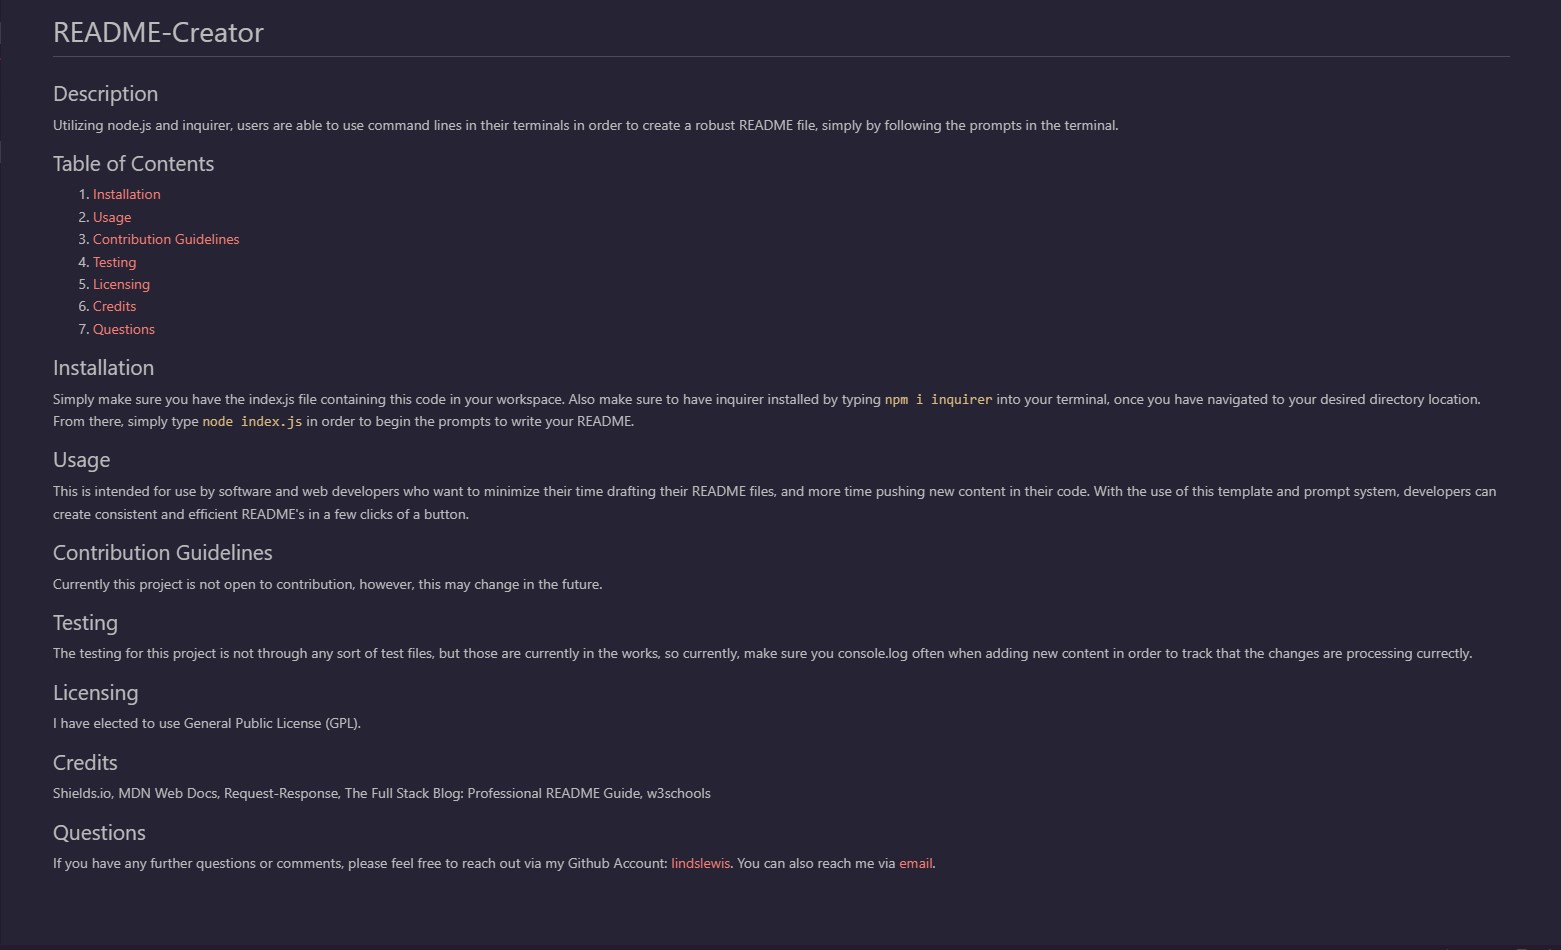 README-Creator
Description
Utilizing node.js and inquirer, users are able to use command lines in their terminals in order to create a robust README file, simply by following the prompts in the terminal.
Table of Contents
1. Installation
2. Usage
3. Contribution Guidelines
4. Testing
5. Licensing
6. Credits
7. Questions
Installation
Simply make sure you have the index.js file containing this code in your workspace. Also make sure to have inquirer installed by typing npm i inquirer into your terminal, once you have navigated to your desired directory location.
From there, simply type node index.js in order to begin the prompts to write your README.
Usage
This is intended for use by software and web developers who want to minimize their time drafting their README files, and more time pushing new content in their code. With the use of this template and prompt system, developers can
create consistent and efficient README's in a few clicks of a button.
Contribution Guidelines
Currently this project is not open to contribution, however, this may change in the future.
Testing
The testing for this project is not through any sort of test files, but those are currently in the works, so currently, make sure you console.log often when adding new content in order to track that the changes are processing currectly.
Licensing
I have elected to use General Public License (GPL).
Credits
Shields.io, MDN Web Docs, Request-Response, The Full Stack Blog: Professional README Guide, w3schools
Questions
If you have any further questions or comments, please feel free to reach out via my Github Account: lindslewis. You can also reach me via email.